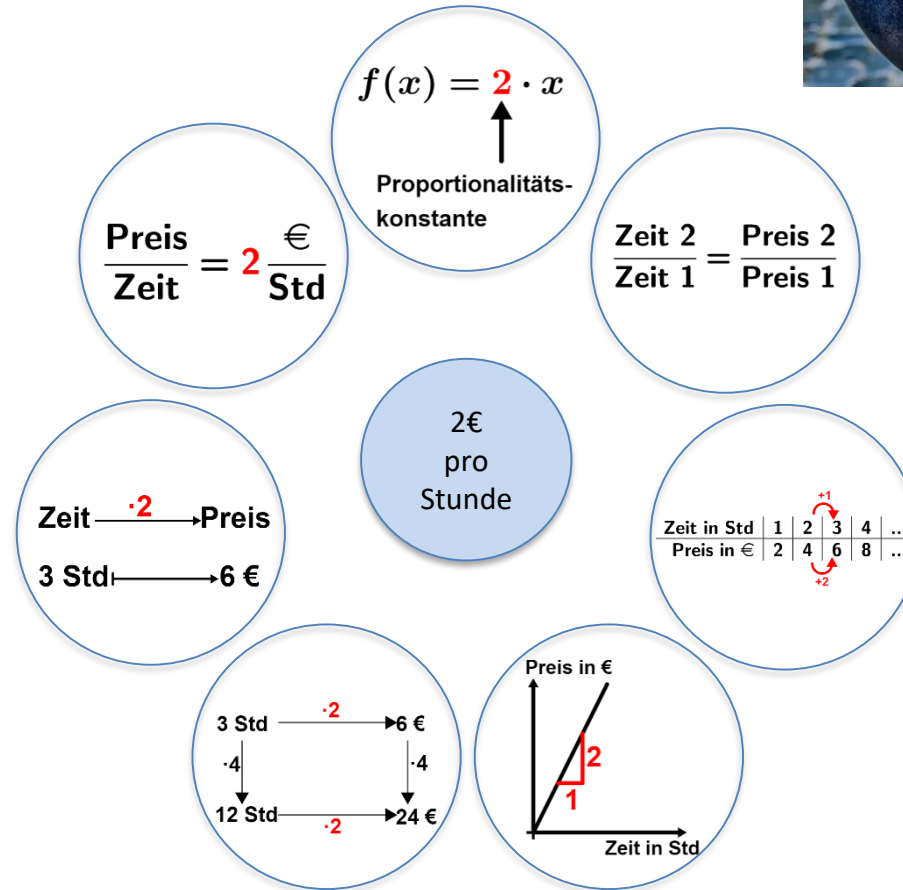 f(x) = 2 · x
Proportionalitäts-
konstante
Preis
Zeit
= 2
€
Std
Zeit 2
Zeit 1
=
Preis 2
Preis 1
2€
pro
Stunde
Zeit ·2 Preis
3 Std 6 €
+1
Zeit in Std 1 2 3 4 ..
Preis in € 2 4 6 8 ..
+2
3 Std ·2 6 €
·4 ·4
12 Std ·2 24 €
Preis in €
2
1
Zeit in Std